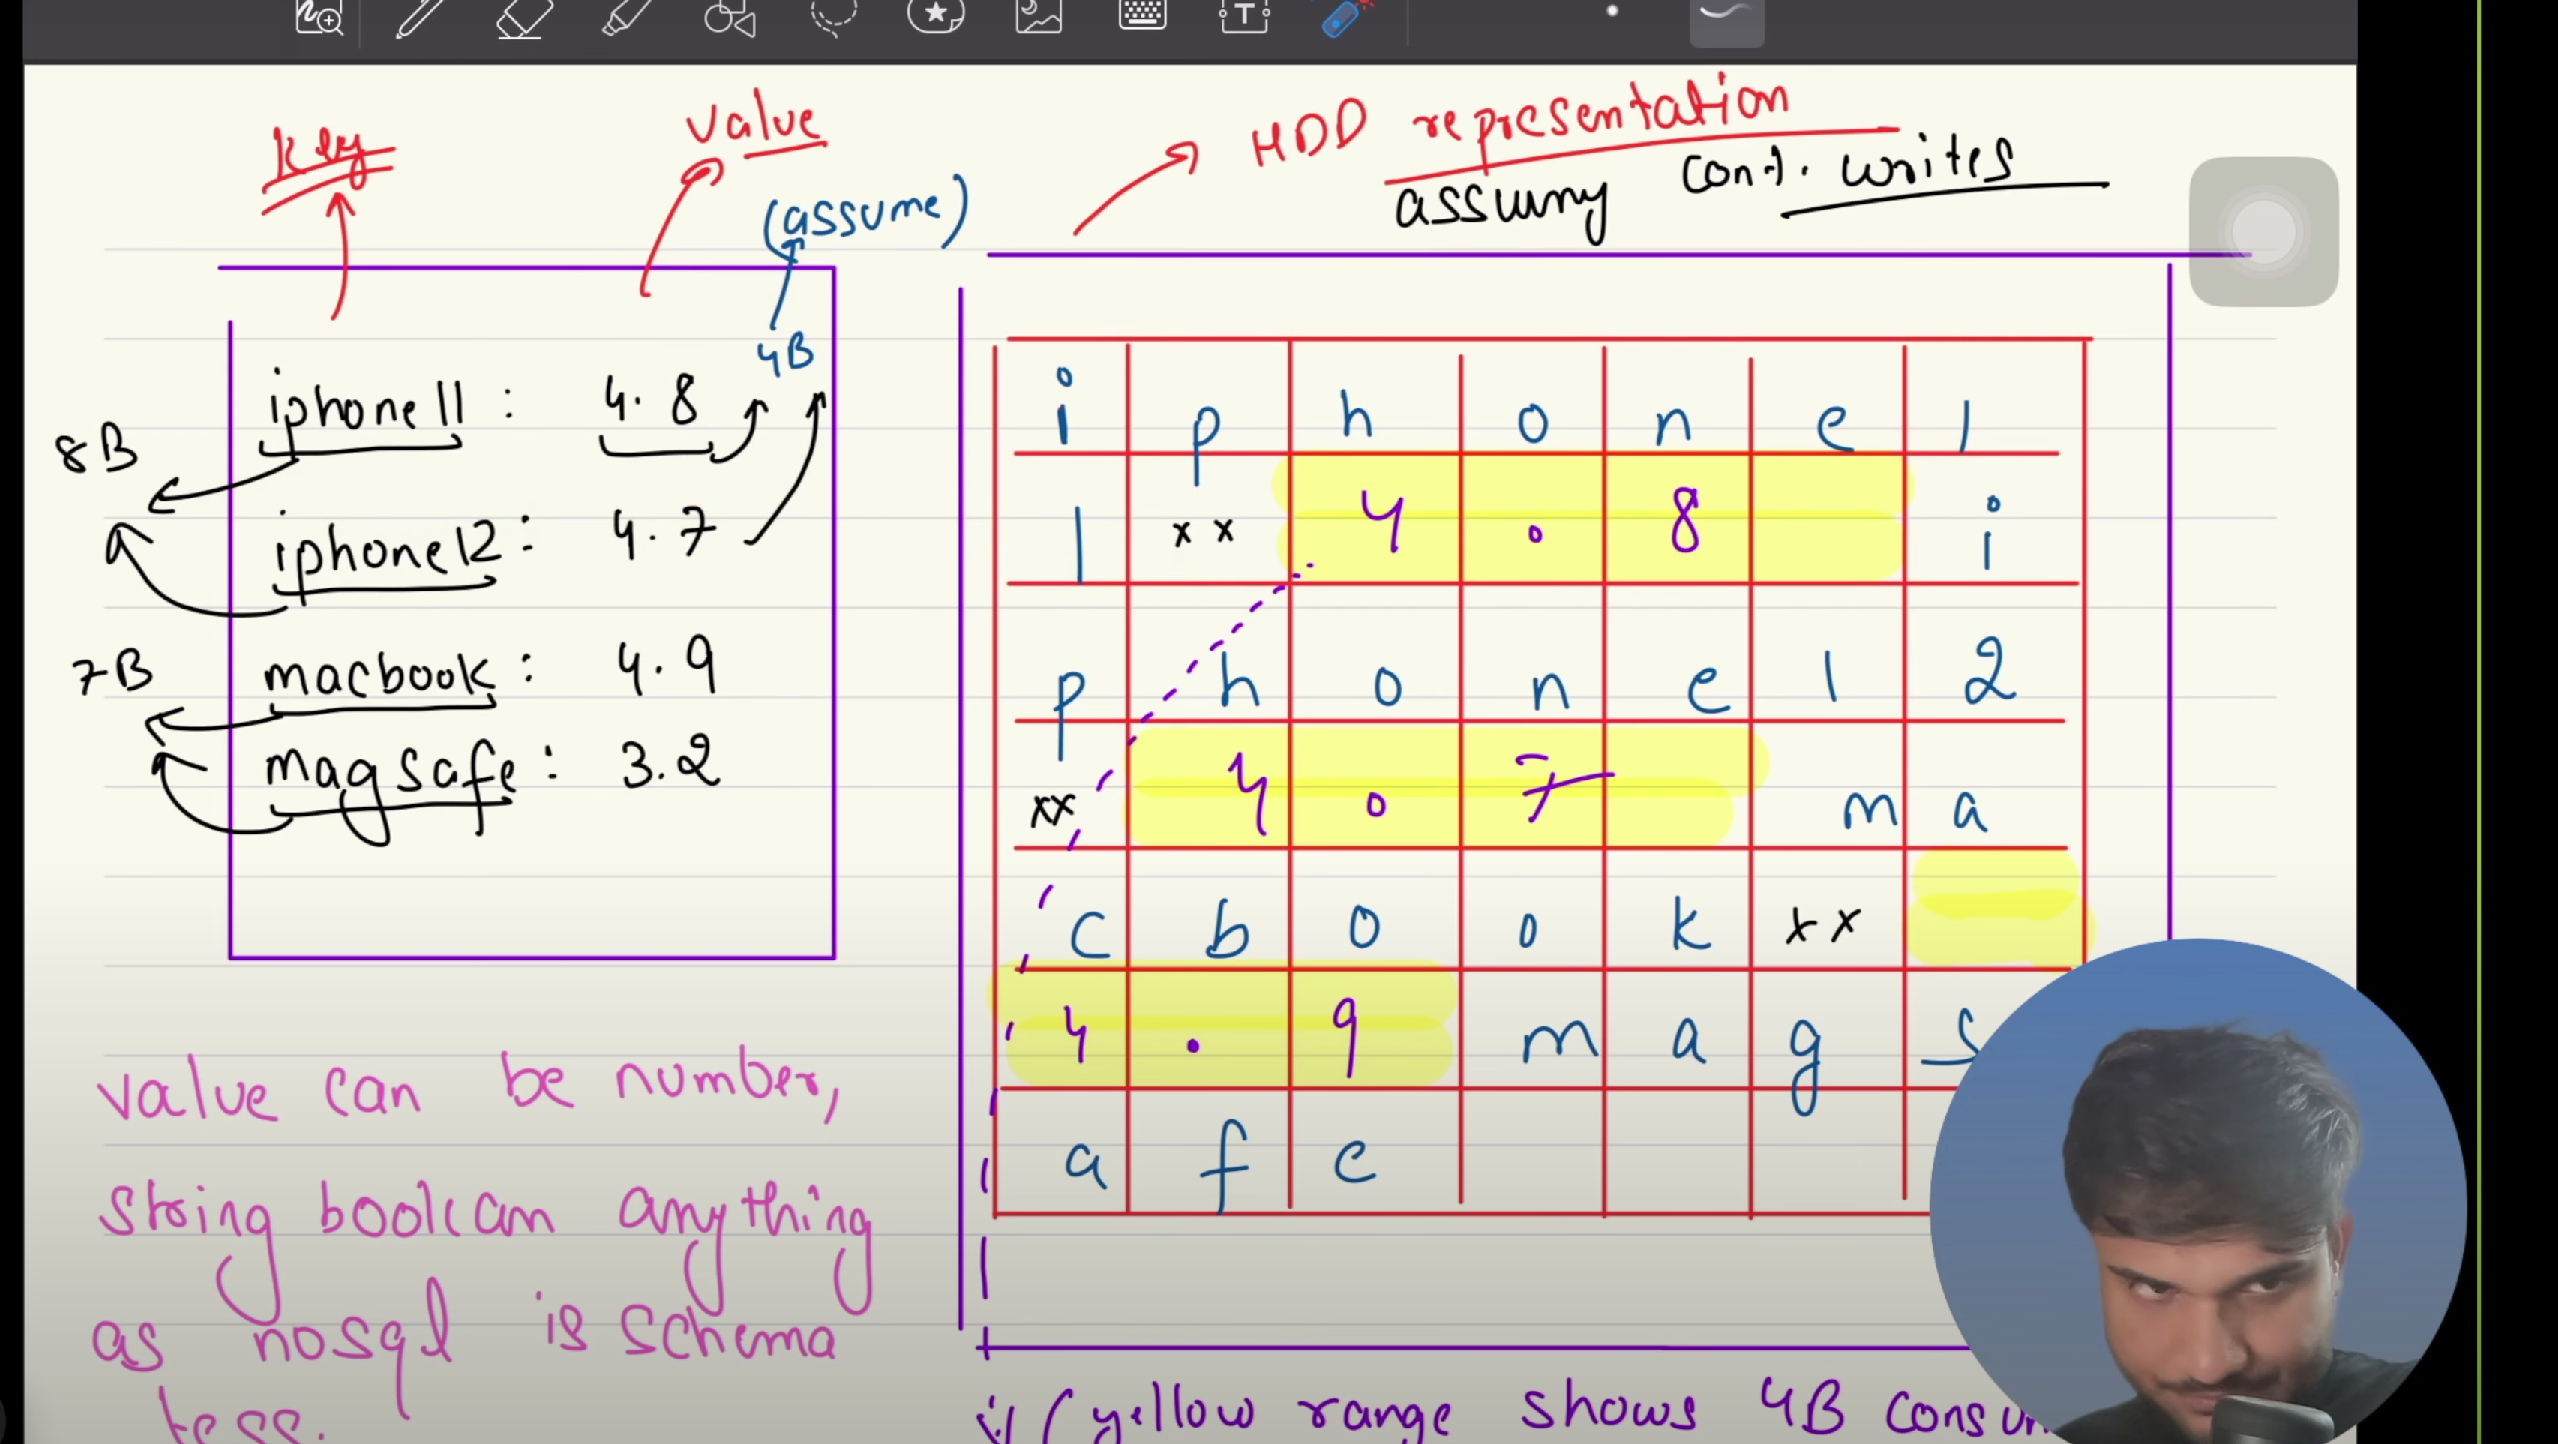 key
value
(assume)
4B
8B
iphone11 : 4.8
iphone12 : 4.7
7B
macbook : 4.9
magsafe : 3.2
value can be number,
string boolean anything
as nosql is schema
less.
HDD representation
assuming cont. writes
i p h o n e 1
1 xx 4 . 8 i
p h o n e 1 2
xx 4 . 7 m a
c b o o k xx
4 . 9 m a g s
a f e
(yellow range shows 4B